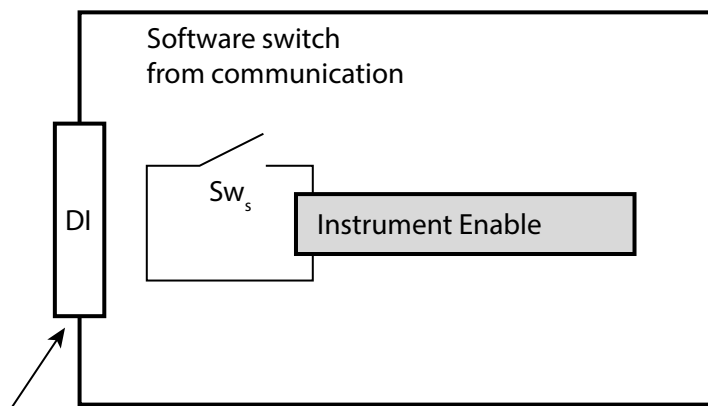 Software switch
from communication
Sws
DI
Instrument Enable